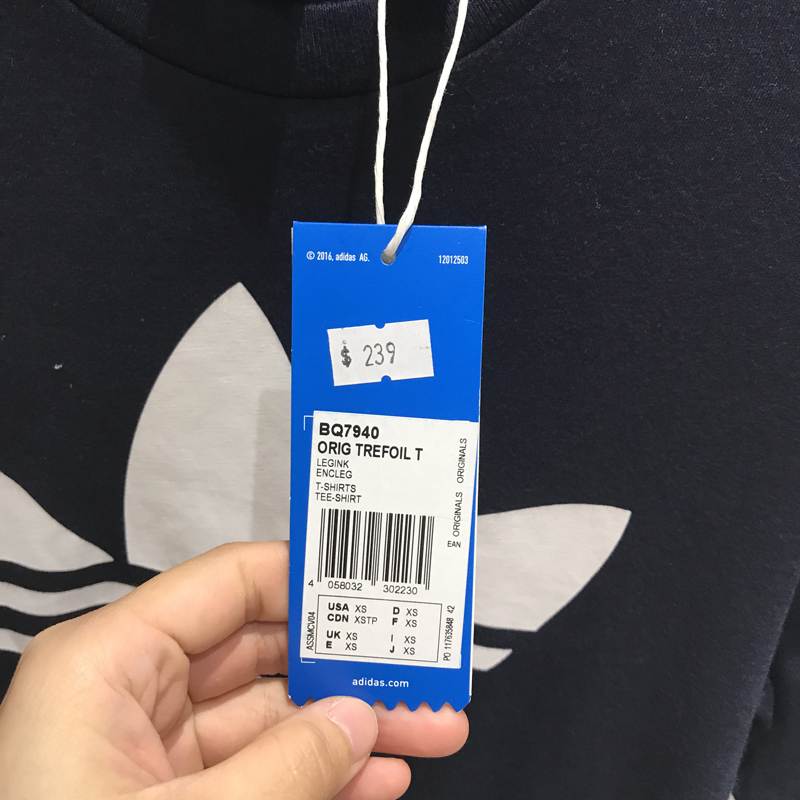 © 2016, adidas AG. 12012503
$ 239
BQ7940
ORIG TREFOIL T
LEGINK
ENCLEG
T-SHIRTS
TEE-SHIRT
ORIGINALS ORIGINALS
EAN
4 058032 302230
USA XS D XS
CDN XSTP F XS
UK XS I XS
E XS J XS
ASSMCV04
PO 117635848 42
adidas.com